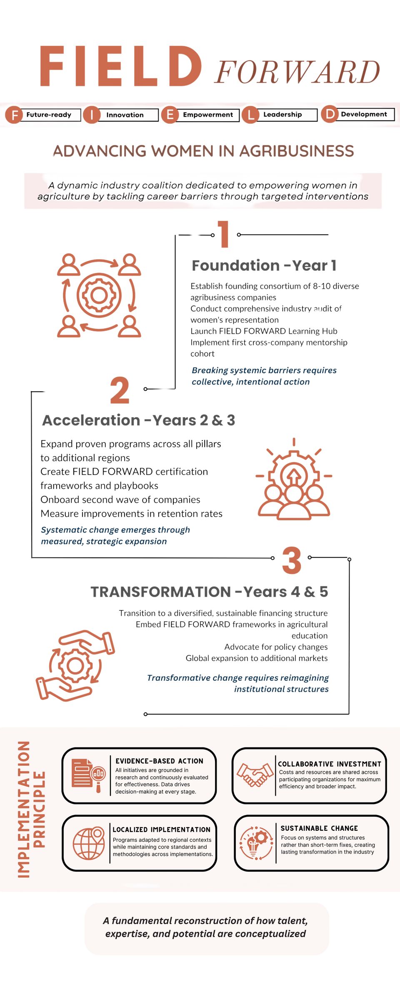 FIELD FORWARD
F Future-ready I Innovation E Empowerment L Leadership D Development
ADVANCING WOMEN IN AGRIBUSINESS
A dynamic industry coalition dedicated to empowering women in
agriculture by tackling career barriers through targeted interventions
1
Foundation -Year 1
Establish founding consortium of 8-10 diverse
agribusiness companies
Conduct comprehensive industry audit of
women's representation
Launch FIELD FORWARD Learning Hub
Implement first cross-company mentorship
cohort
Breaking systemic barriers requires
collective, intentional action
2
Acceleration -Years 2 & 3
Expand proven programs across all pillars
to additional regions
Create FIELD FORWARD certification
frameworks and playbooks
Onboard second wave of companies
Measure improvements in retention rates
Systematic change emerges through
measured, strategic expansion
3
TRANSFORMATION -Years 4 & 5
Transition to a diversified, sustainable financing structure
Embed FIELD FORWARD frameworks in agricultural
education
Advocate for policy changes
Global expansion to additional markets
Transformative change requires reimagining
institutional structures
IMPLEMENTATION
PRINCIPLE
EVIDENCE-BASED ACTION
All initiatives are grounded in
research and continuously evaluated
for effectiveness. Data drives
decision-making at every stage.
COLLABORATIVE INVESTMENT
Costs and resources are shared across
participating organizations for maximum
efficiency and broader impact.
LOCALIZED IMPLEMENTATION
Programs adapted to regional contexts
while maintaining core standards and
methodologies across implementations.
SUSTAINABLE CHANGE
Focus on systems and structures
rather than short-term fixes, creating
lasting transformation in the industry
A fundamental reconstruction of how talent,
expertise, and potential are conceptualized